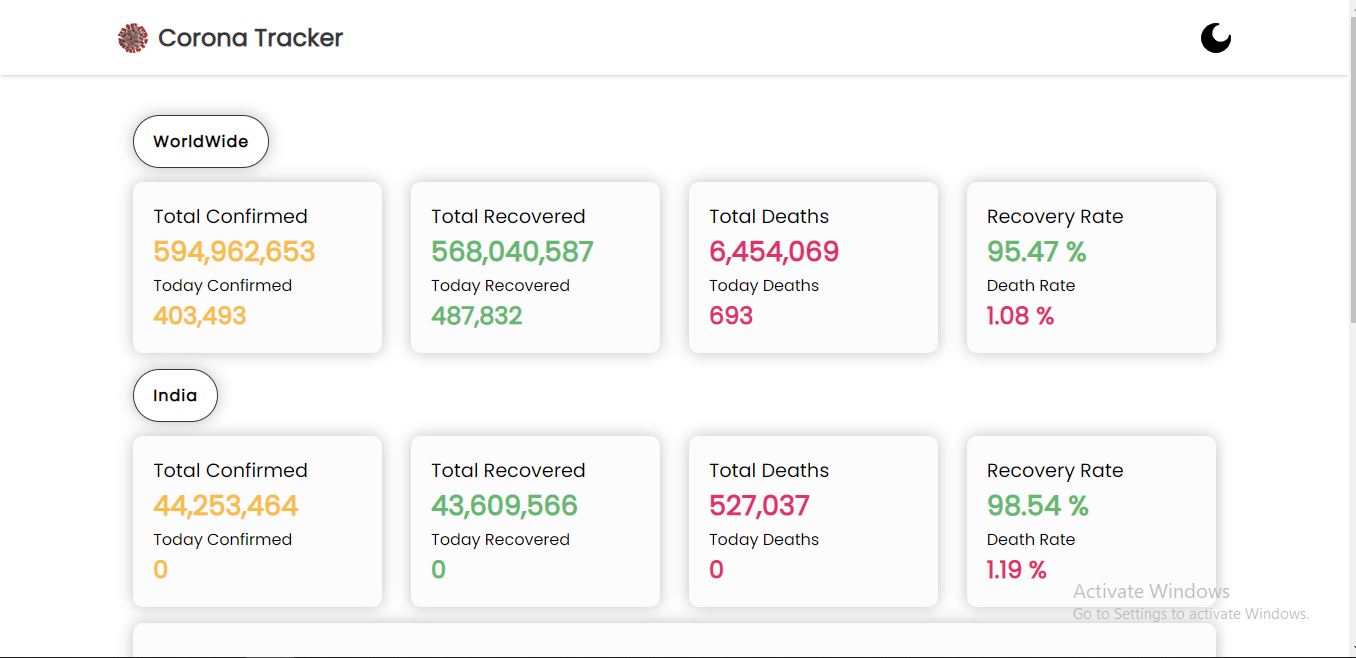 Corona Tracker
WorldWide
Total Confirmed
594,962,653
Today Confirmed
403,493
Total Recovered
568,040,587
Today Recovered
487,832
Total Deaths
6,454,069
Today Deaths
693
Recovery Rate
95.47 %
Death Rate
1.08 %
India
Total Confirmed
44,253,464
Today Confirmed
0
Total Recovered
43,609,566
Today Recovered
0
Total Deaths
527,037
Today Deaths
0
Recovery Rate
98.54 %
Death Rate
1.19 %
Activate Windows
Go to Settings to activate Windows.